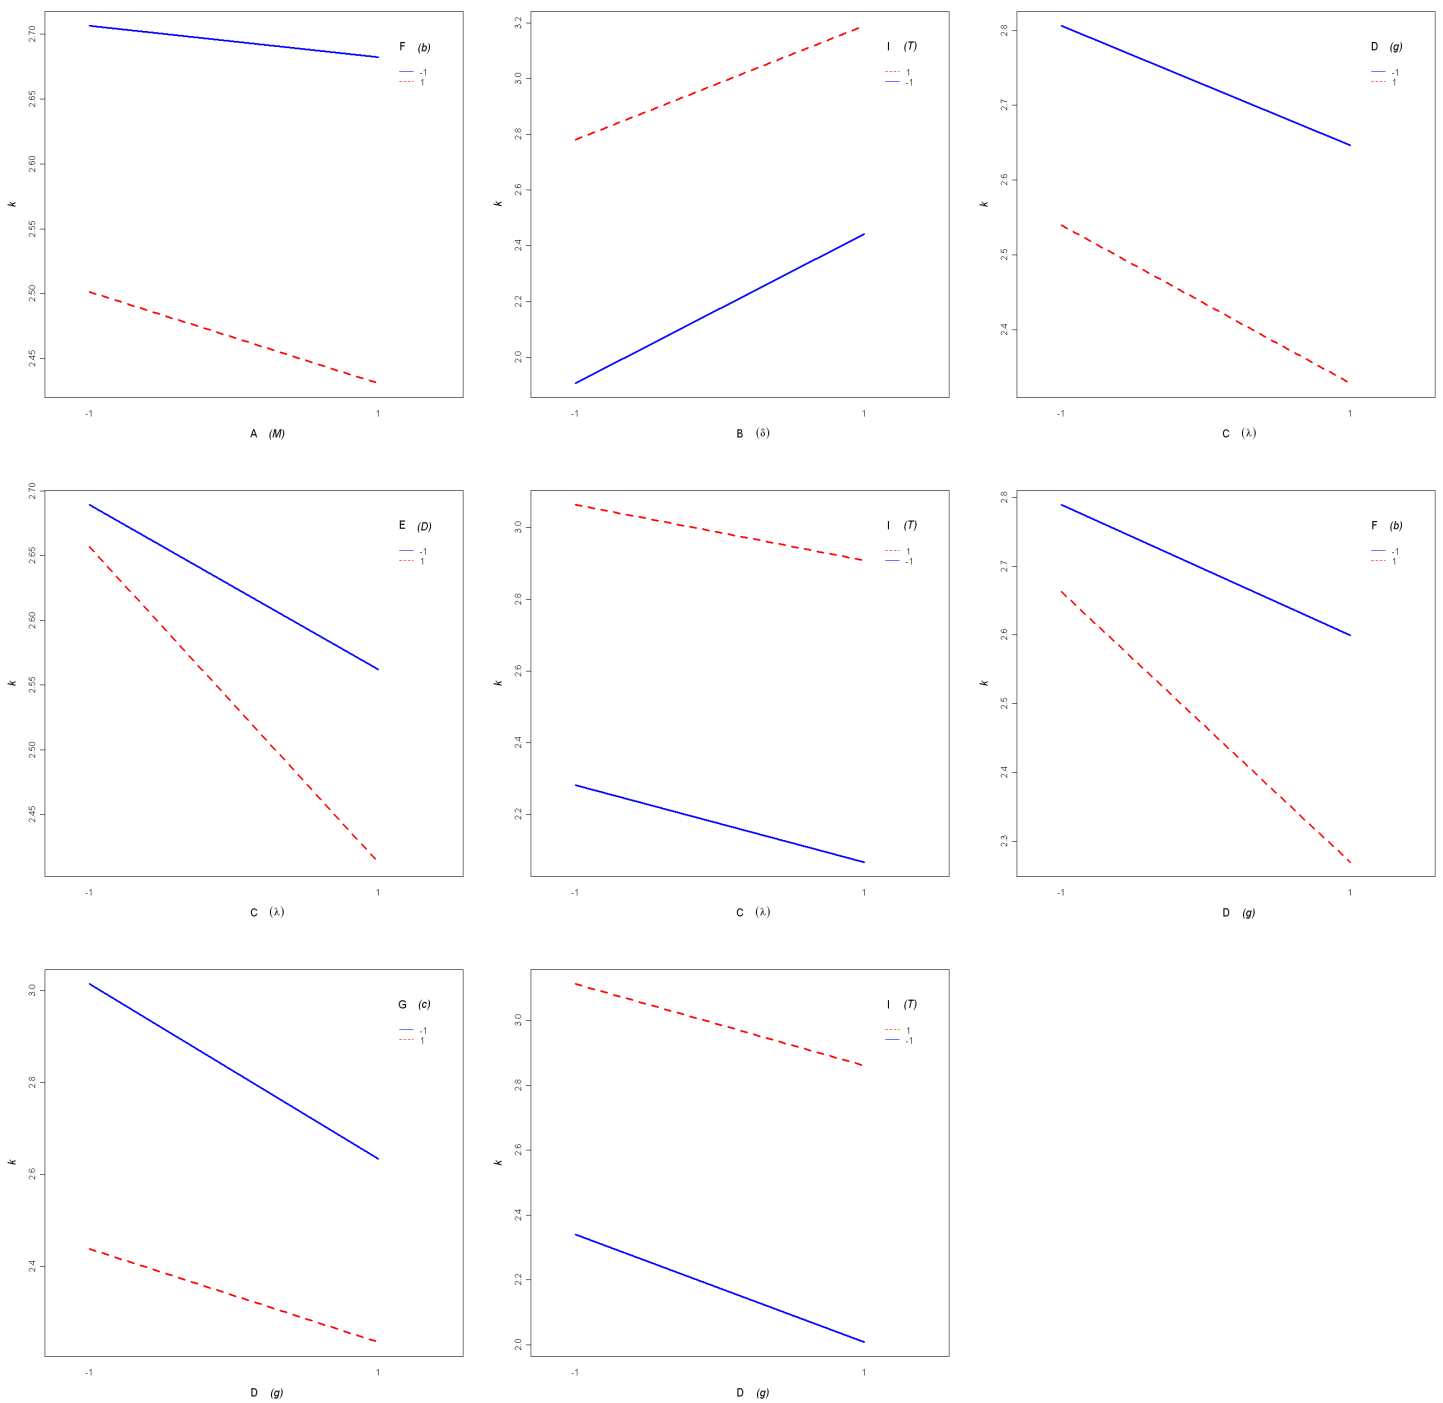 F (b)
-1
1
2.70
2.65
2.60
2.55
2.50
2.45
k
-1 1
A (M)
I (T)
1
-1
3.2
3.0
2.8
2.6
2.4
2.2
2.0
k
-1 1
B (δ)
D (g)
-1
1
2.8
2.7
2.6
2.5
2.4
k
-1 1
C (λ)
E (D)
-1
1
2.70
2.65
2.60
2.55
2.50
2.45
k
-1 1
C (λ)
I (T)
1
-1
3.0
2.8
2.6
2.4
2.2
k
-1 1
C (λ)
F (b)
-1
1
2.8
2.7
2.6
2.5
2.4
2.3
k
-1 1
D (g)
G (c)
-1
1
3.0
2.8
2.6
2.4
k
-1 1
D (g)
I (T)
1
-1
3.0
2.8
2.6
2.4
2.2
2.0
k
-1 1
D (g)